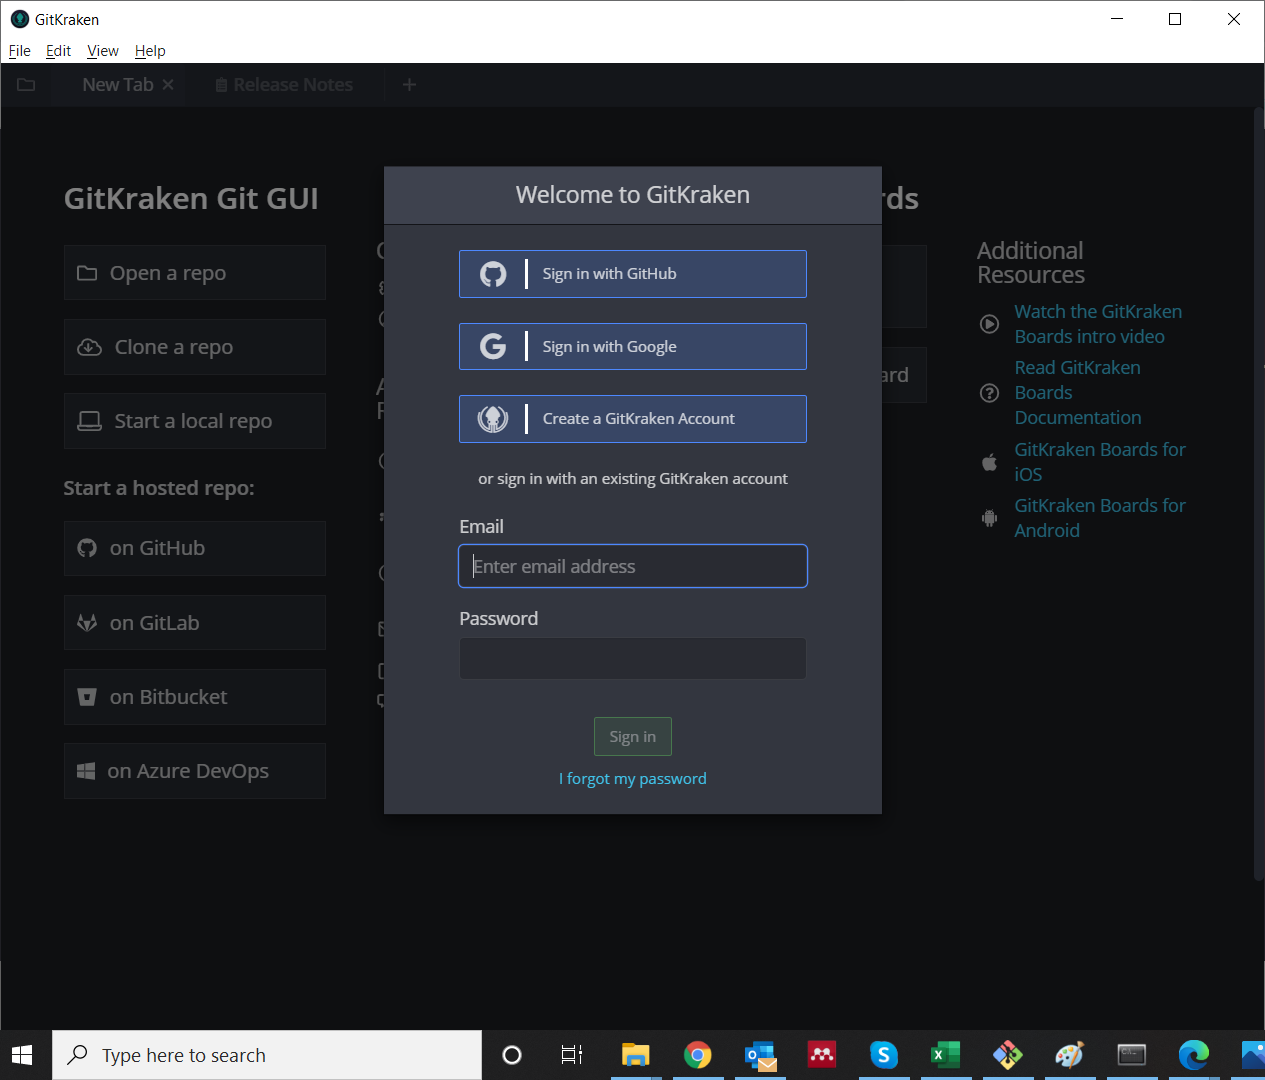 GitKraken
File Edit View Help
New Tab
Release Notes
GitKraken Git GUI
Open a repo
Clone a repo
Start a local repo
Start a hosted repo:
on GitHub
on GitLab
on Bitbucket
on Azure DevOps
Welcome to GitKraken
Sign in with GitHub
Sign in with Google
Create a GitKraken Account
or sign in with an existing GitKraken account
Email
Enter email address
Password
Sign in
I forgot my password
rds
ard
Additional
Resources
Watch the GitKraken
Boards intro video
Read GitKraken
Boards
Documentation
GitKraken Boards for
iOS
GitKraken Boards for
Android
Type here to search